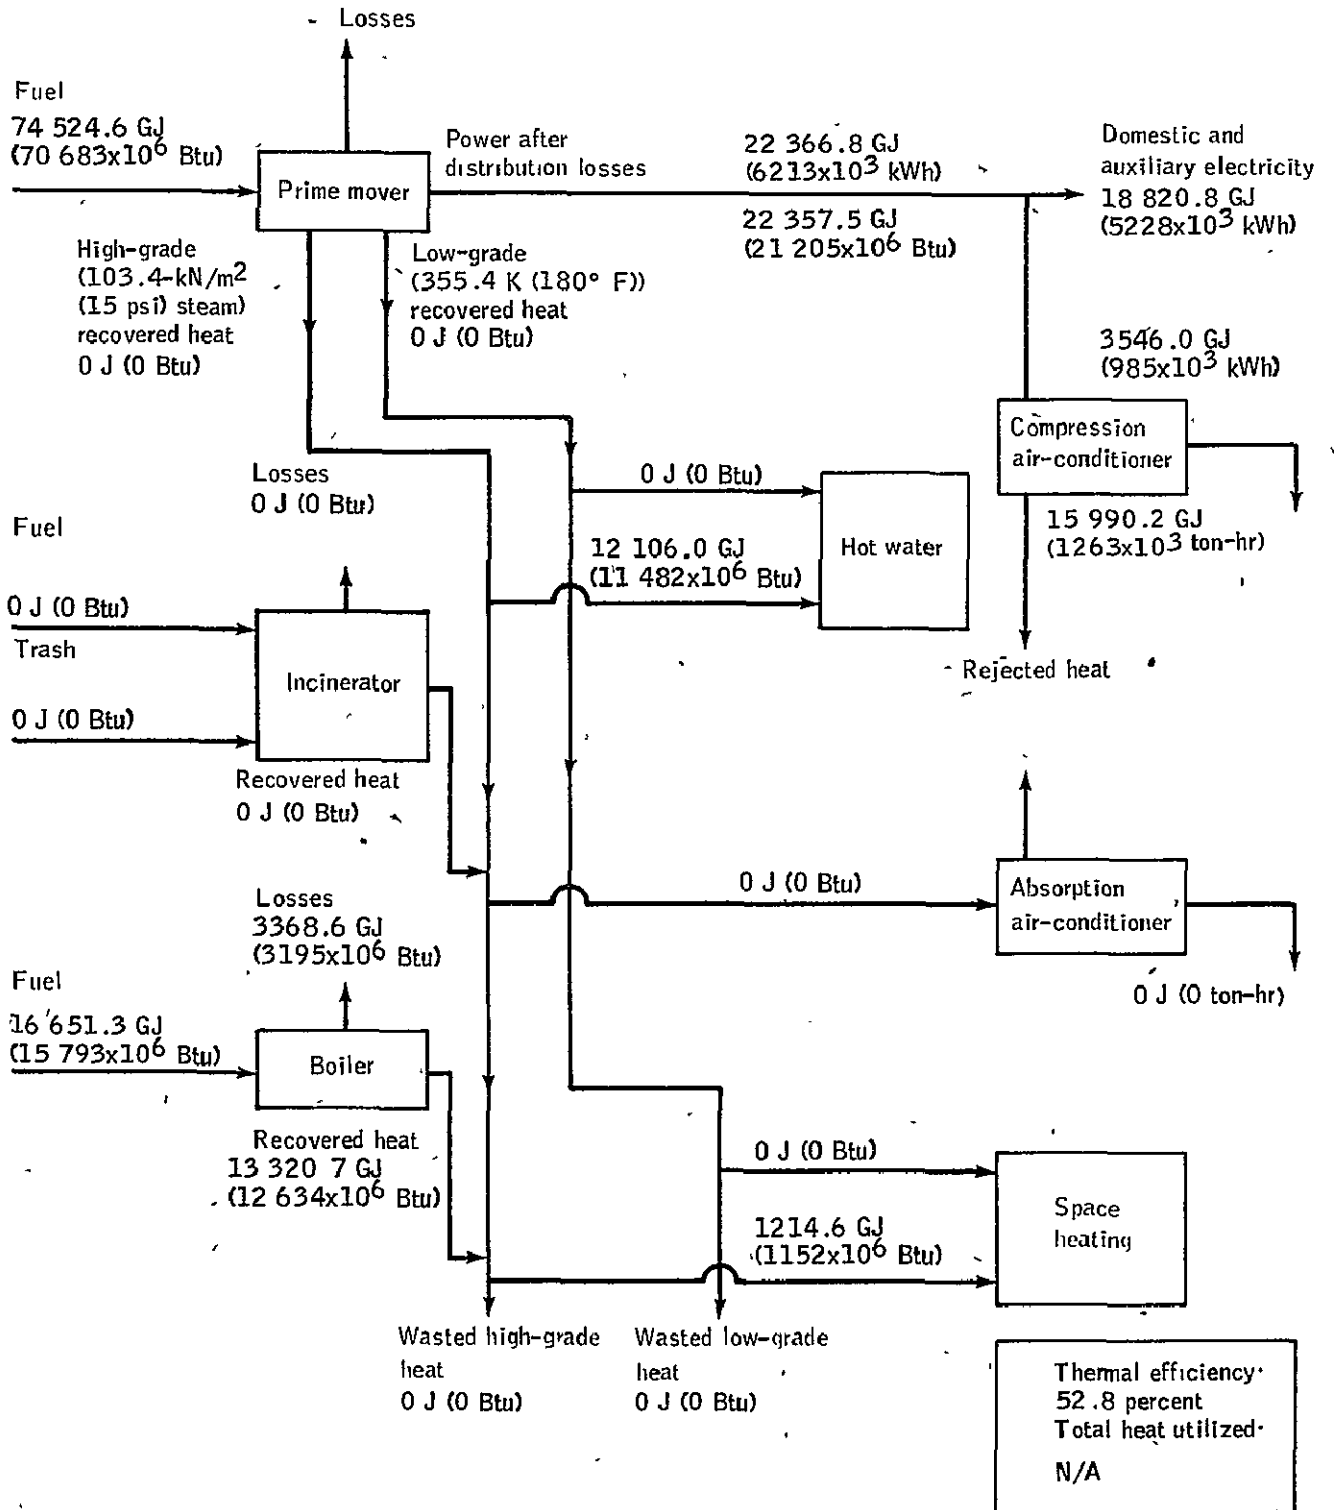 Losses
Fuel
74 524.6 GJ
(70 683x10⁶ Btu)
Prime mover
Power after
distribution losses
22 366.8 GJ
(6213x10³ kWh)
22 357.5 GJ
(21 205x10⁶ Btu)
Domestic and
auxiliary electricity
18 820.8 GJ
(5228x10³ kWh)
High-grade
(103.4-kN/m²
(15 psi) steam)
recovered heat
0 J (0 Btu)
Low-grade
(355.4 K (180° F))
recovered heat
0 J (0 Btu)
3546.0 GJ
(985x10³ kWh)
Compression
air-conditioner
15 990.2 GJ
(1263x10³ ton-hr)
Rejected heat
Losses
0 J (0 Btu)
0 J (0 Btu)
12 106.0 GJ
(11 482x10⁶ Btu)
Hot water
Fuel
0 J (0 Btu)
Trash
0 J (0 Btu)
Incinerator
Recovered heat
0 J (0 Btu)
0 J (0 Btu)
Absorption
air-conditioner
0 J (0 ton-hr)
Losses
3368.6 GJ
(3195x10⁶ Btu)
Fuel
16 651.3 GJ
(15 793x10⁶ Btu)
Boiler
Recovered heat
13 320 7 GJ
(12 634x10⁶ Btu)
0 J (0 Btu)
1214.6 GJ
(1152x10⁶ Btu)
Space
heating
Wasted high-grade
heat
0 J (0 Btu)
Wasted low-grade
heat
0 J (0 Btu)
Thermal efficiency·
52.8 percent
Total heat utilized·
N/A